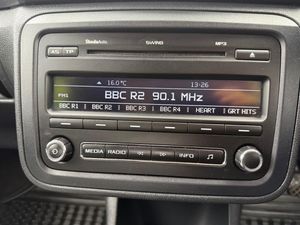 ŠkodaAuto SWING MP3
AS TP
16.0°C 13:26
FM1 BBC R2 90.1 MHz
BBC R1 BBC R2 BBC R3 BBC R4 HEART GRT HITS
MEDIA RADIO INFO